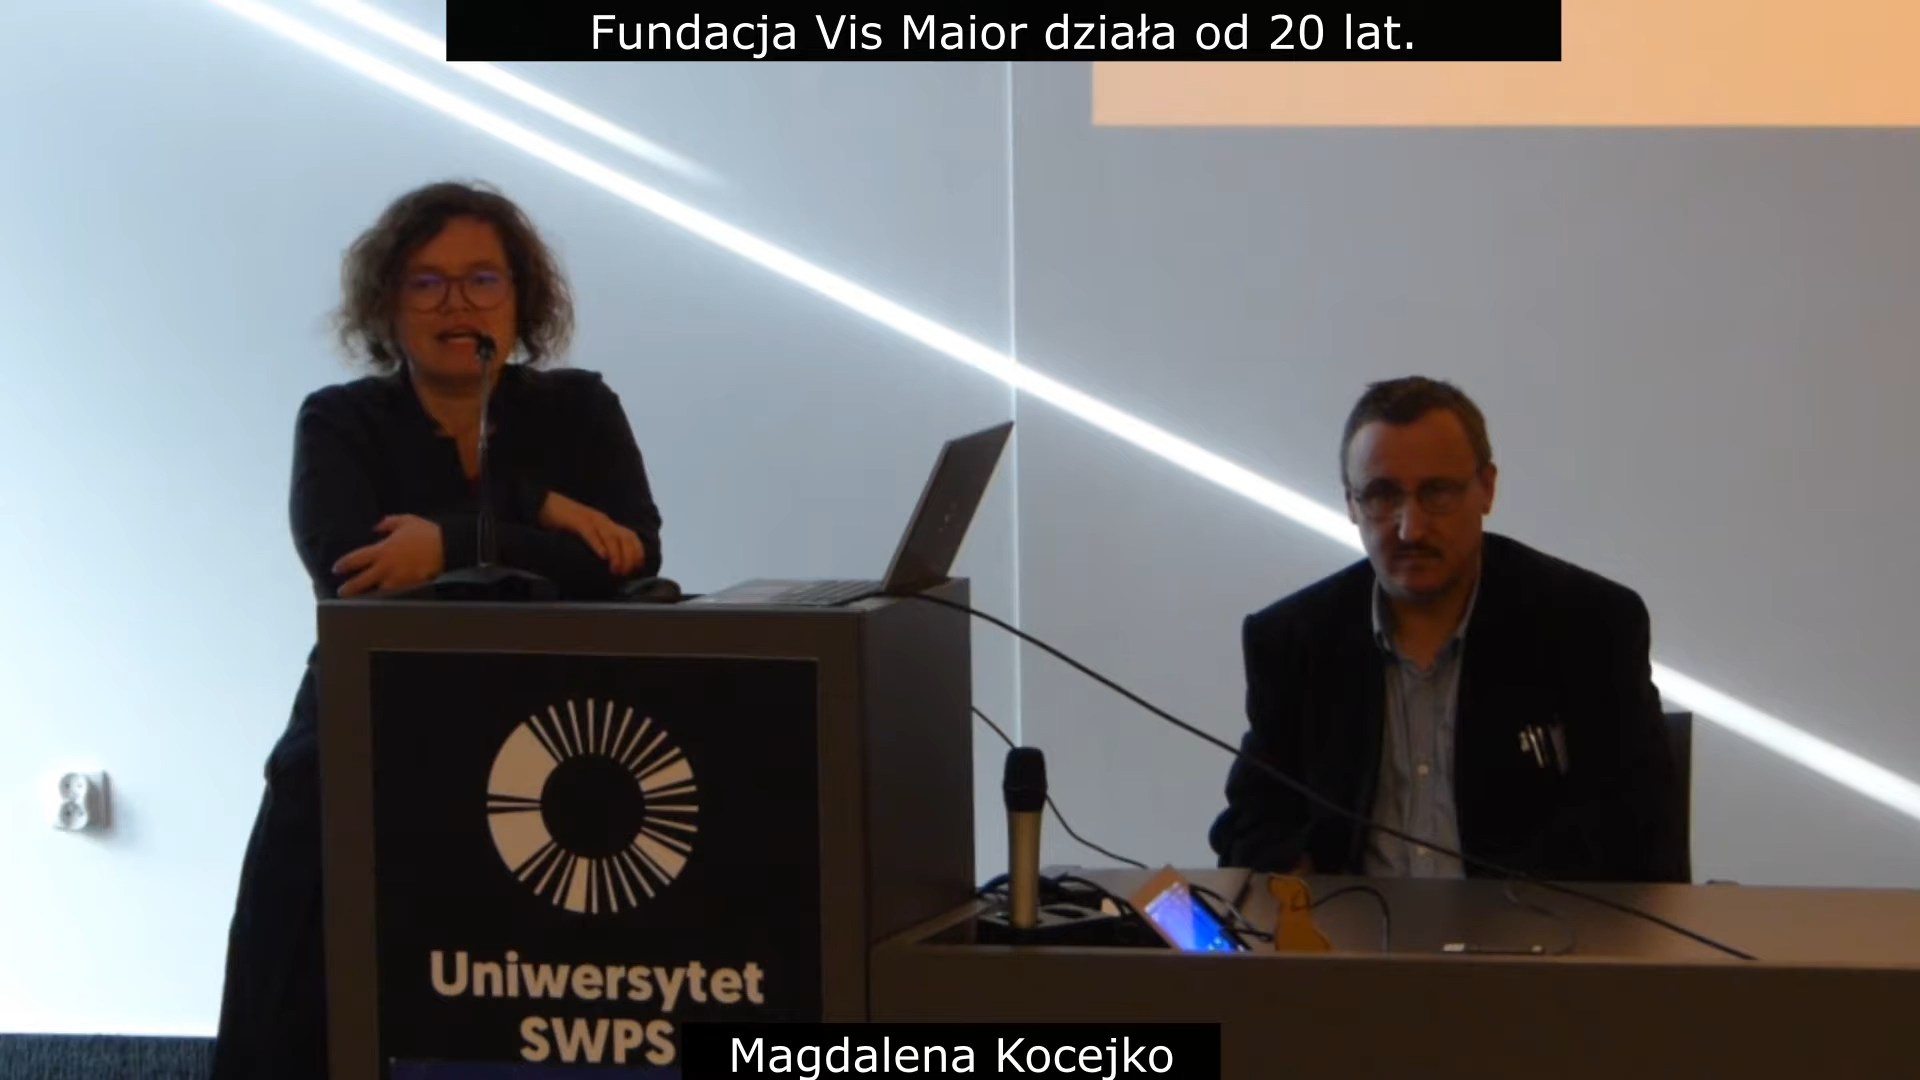 Fundacja Vis Maior działa od 20 lat.
Uniwersytet
SWPS
Magdalena Kocejko